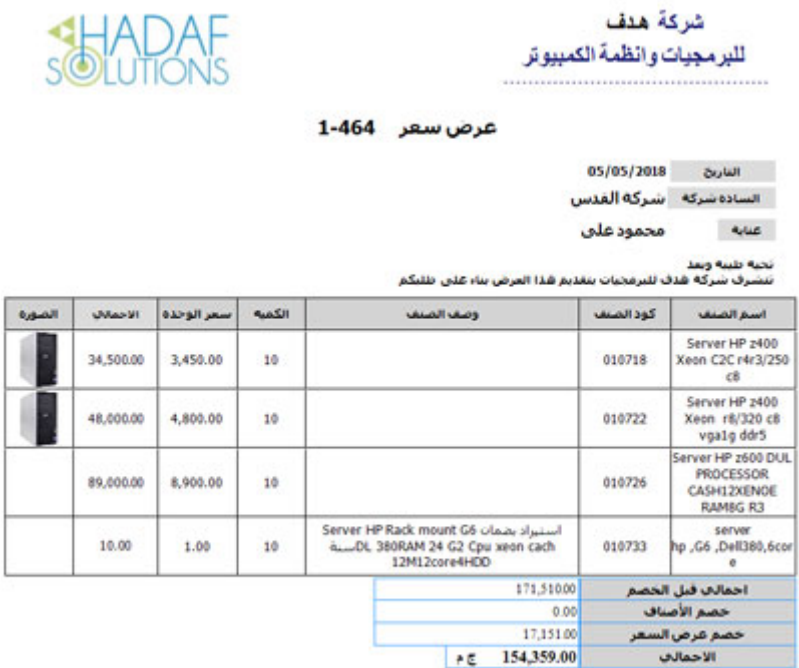 HADAF
SOLUTIONS
شركة هدف
للبرمجيات وانظمة الكمبيوتر
عرض سعر 464-1
التاريخ 05/05/2018
السادة شركة شركة القدس
عناية محمود على
تحية طيبة وبعد
تتشرف شركة هدف للبرمجيات بتقديم هذا العرض بناء على طلبكم
اسم الصنف كود الصنف وصف الصنف الكمية سعر الوحدة الاجمالى الصورة
Server HP z400
Xeon C2C r4r3/250
c8
010718 10 3,450.00 34,500.00
Server HP z400
Xeon r8/320 c8
vga1g ddr5
010722 10 4,800.00 48,000.00
Server HP z600 DUL
PROCESSOR
CASH12XENOE
RAM8G R3
010726 10 8,900.00 89,000.00
server
hp ,G6 ,Dell380,6cor
e
010733
Server HP Rack mount G6 استيراد بضمان
سنةDL 380RAM 24 G2 Cpu xeon cach
12M12core4HDD
10 1.00 10.00
اجمالى قبل الخصم 171,510.00
خصم الأصناف 0.00
خصم عرض السعر 17,151.00
الاجمالى 154,359.00 ج م